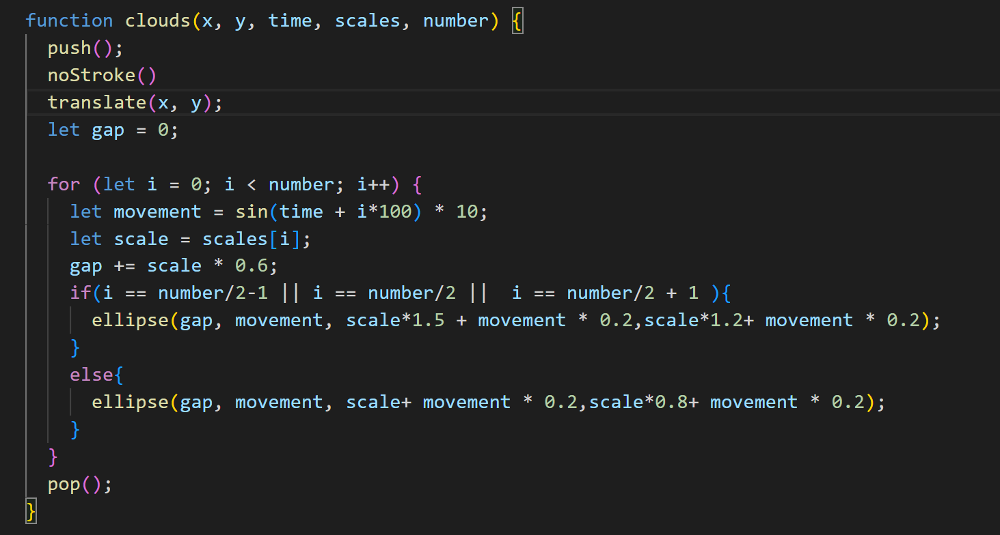 function clouds(x, y, time, scales, number) {
  push();
  noStroke()
  translate(x, y);
  let gap = 0;

  for (let i = 0; i < number; i++) {
    let movement = sin(time + i*100) * 10;
    let scale = scales[i];
    gap += scale * 0.6;
    if(i == number/2-1 || i == number/2 ||  i == number/2 + 1 ){
      ellipse(gap, movement, scale*1.5 + movement * 0.2,scale*1.2+ movement * 0.2);
    }
    else{
      ellipse(gap, movement, scale+ movement * 0.2,scale*0.8+ movement * 0.2);
    }
  }
  pop();
}